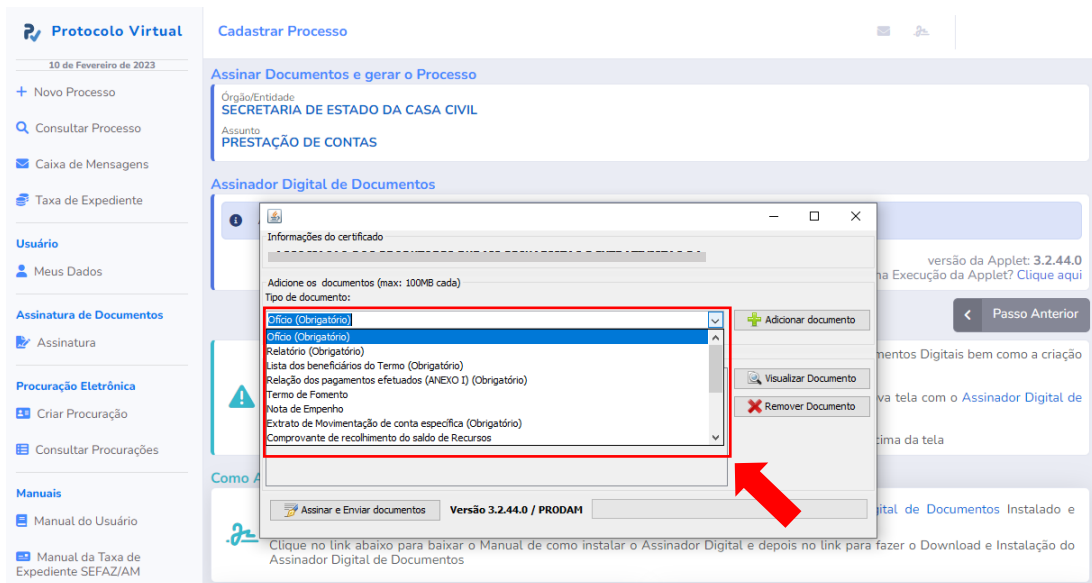 Protocolo Virtual
10 de Fevereiro de 2023
+ Novo Processo
Consultar Processo
Caixa de Mensagens
Taxa de Expediente
Usuário
Meus Dados
Assinatura de Documentos
Assinatura
Procuração Eletrônica
Criar Procuração
Consultar Procurações
Manuais
Manual do Usuário
Manual da Taxa de
Expediente SEFAZ/AM
Cadastrar Processo
Assinar Documentos e gerar o Processo
Órgão/Entidade
SECRETARIA DE ESTADO DA CASA CIVIL
Assunto
PRESTAÇÃO DE CONTAS
Assinador Digital de Documentos
Informações do certificado
Adicione os documentos (max: 100MB cada)
Tipo de documento:
Ofício (Obrigatório)
Adicionar documento
Ofício (Obrigatório)
Relatório (Obrigatório)
Lista dos beneficiários do Termo (Obrigatório)
Relação dos pagamentos efetuados (ANEXO I) (Obrigatório)
Termo de Fomento
Nota de Empenho
Extrato de Movimentação de conta específica (Obrigatório)
Comprovante de recolhimento do saldo de Recursos
Visualizar Documento
Remover Documento
Assinar e Enviar documentos
Versão 3.2.44.0 / PRODAM
versão da Applet: 3.2.44.0
na Execução da Applet? Clique aqui
Passo Anterior
mentos Digitais bem como a criação
va tela com o Assinador Digital de
cima da tela
Como A
gital de Documentos Instalado e
Clique no link abaixo para baixar o Manual de como instalar o Assinador Digital e depois no link para fazer o Download e Instalação do
Assinador Digital de Documentos